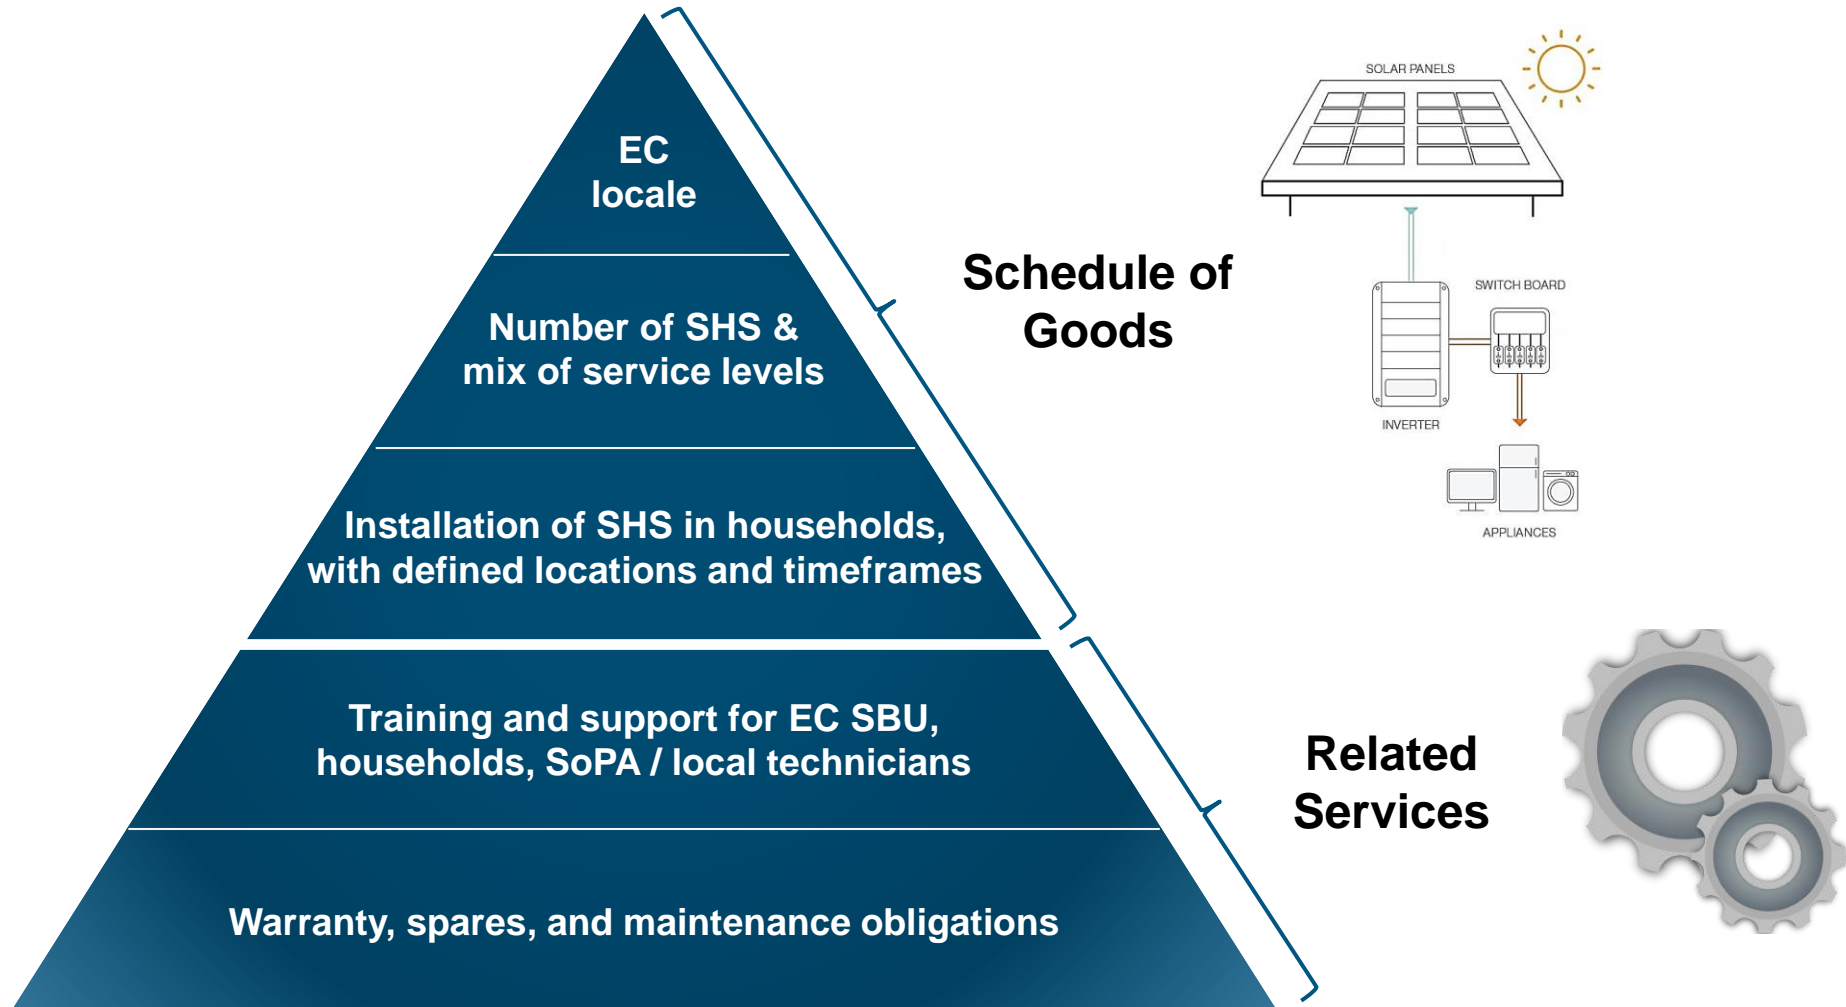 EC
locale
Number of SHS &
mix of service levels
Installation of SHS in households,
with defined locations and timeframes
Training and support for EC SBU,
households, SoPA / local technicians
Warranty, spares, and maintenance obligations
Schedule of
Goods
Related
Services
SOLAR PANELS
SWITCH BOARD
INVERTER
APPLIANCES